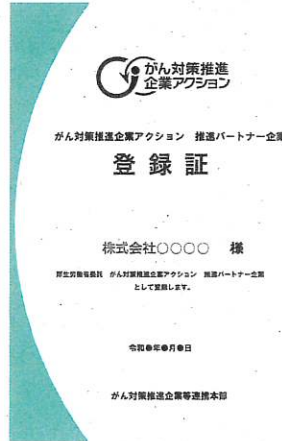 がん対策推進
企業アクション
がん対策推進企業アクション 推進パートナー企業
登録証
株式会社〇〇〇〇 様
厚生労働省委託 がん対策推進企業アクション 推進パートナー企業
として登録します。
令和●年●月●日
がん対策推進企業等連携本部